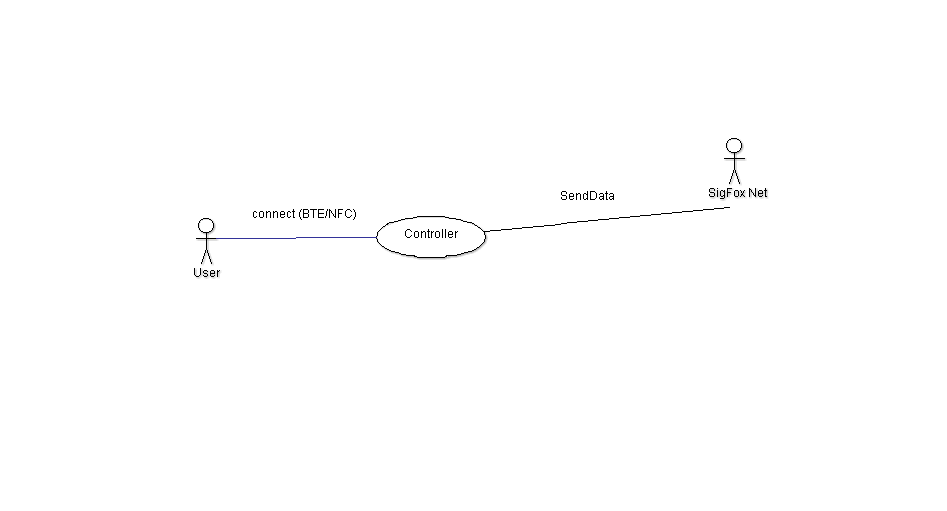 SendData
SigFox Net
connect (BTE/NFC)
Controller
User